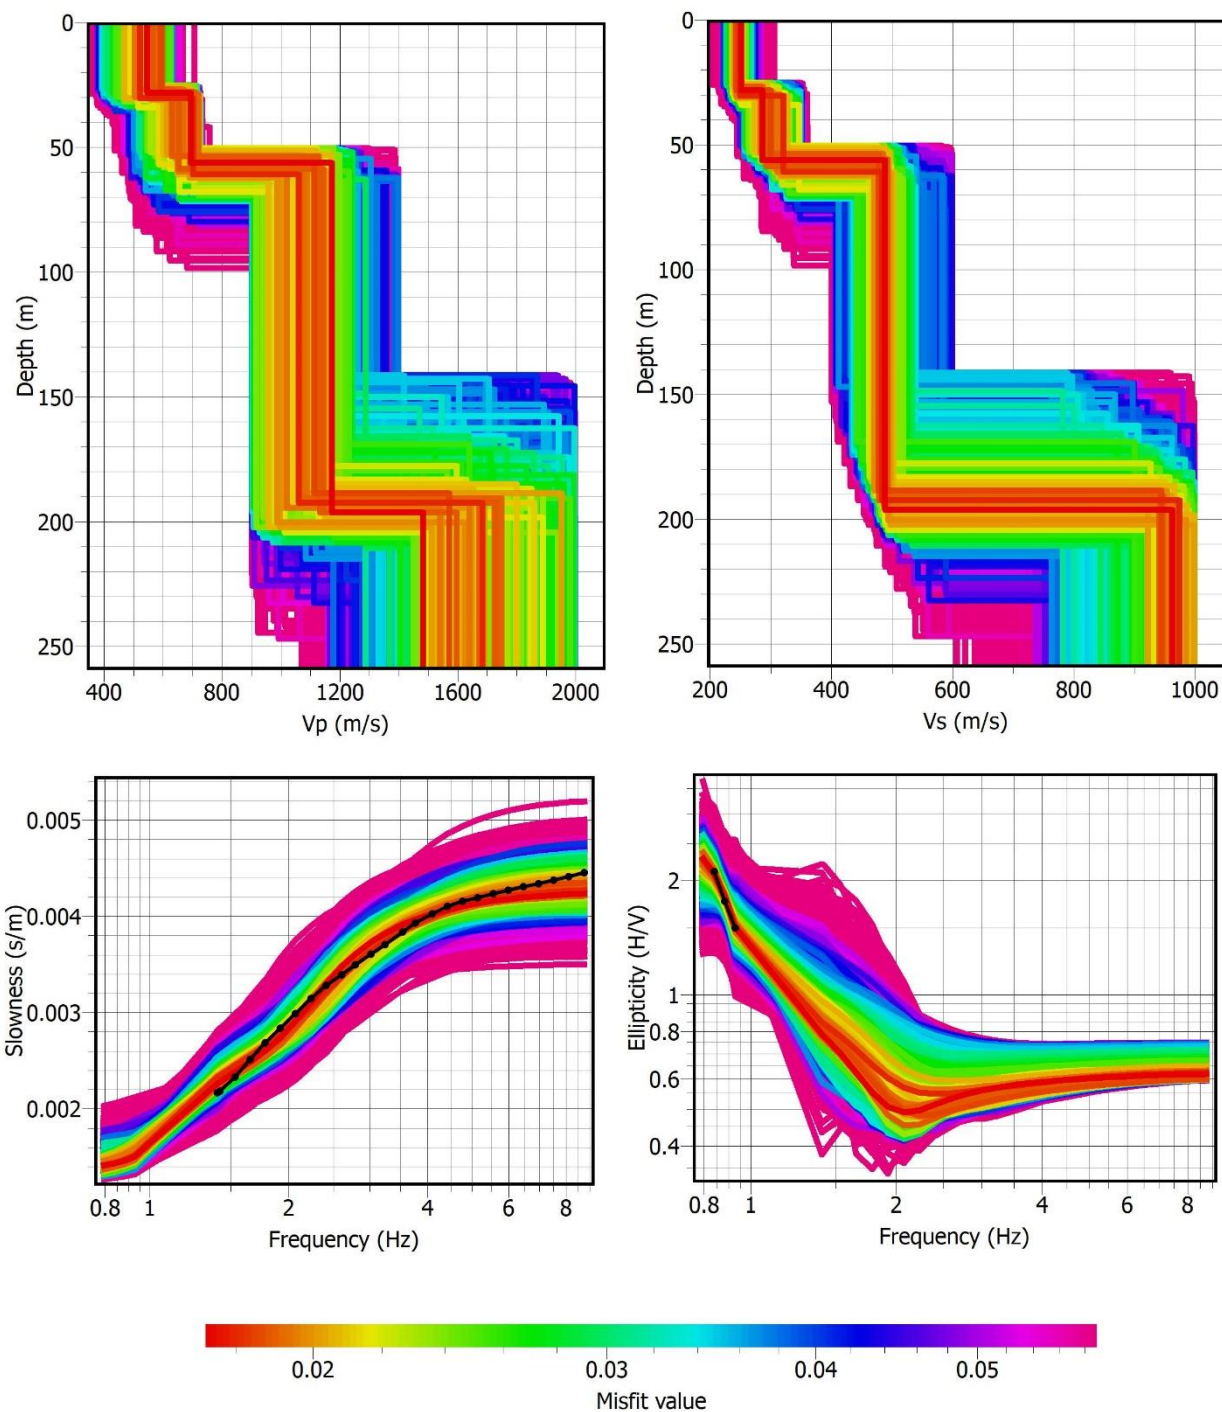 0
50
100
150
200
250
Depth (m)
400 800 1200 1600 2000
Vp (m/s)
0
50
100
150
200
250
Depth (m)
200 400 600 800 1000
Vs (m/s)
0.005
0.004
0.003
0.002
Slowness (s/m)
0.8 1 2 4 6 8
Frequency (Hz)
2
1
0.8
0.6
0.4
Ellipticity (H/V)
0.8 1 2 4 6 8
Frequency (Hz)
0.02 0.03 0.04 0.05
Misfit value